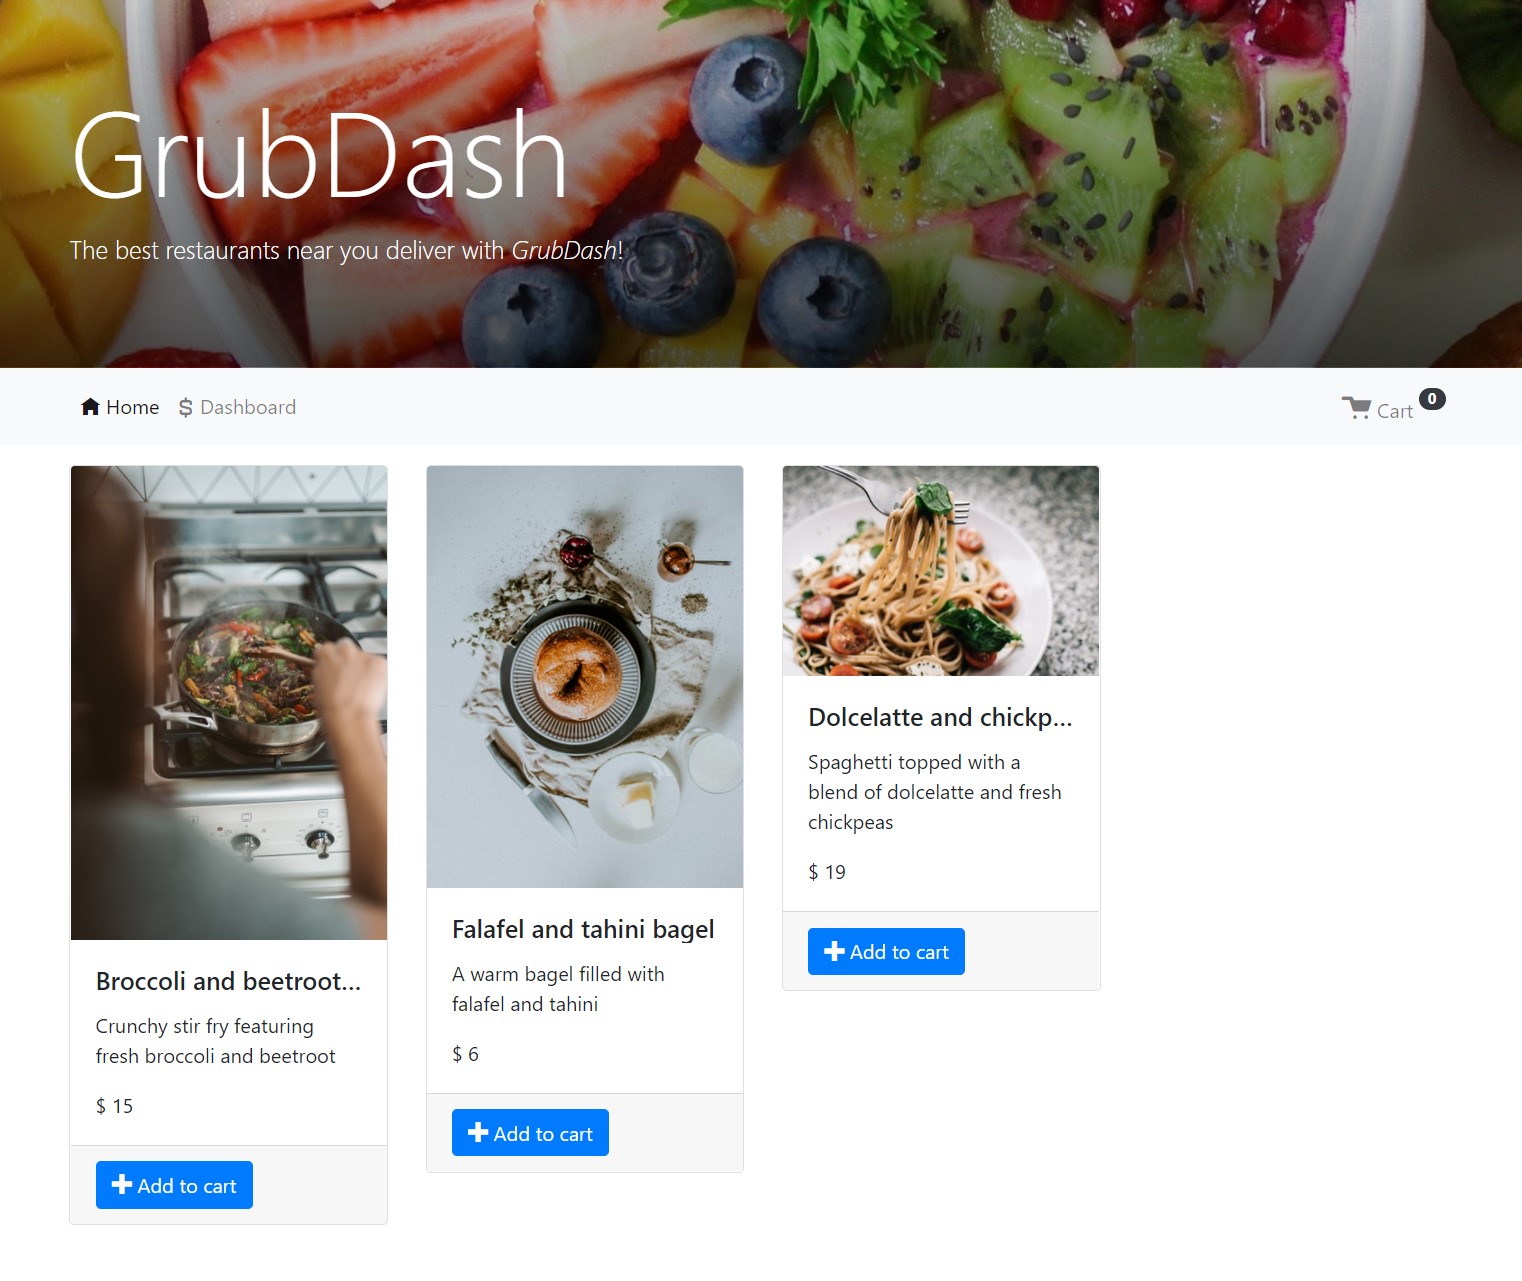 GrubDash
The best restaurants near you deliver with GrubDash!
Home
$ Dashboard
Cart
0
Broccoli and beetroot...
Crunchy stir fry featuring
fresh broccoli and beetroot
$ 15
Add to cart
Falafel and tahini bagel
A warm bagel filled with
falafel and tahini
$ 6
Add to cart
Dolcelatte and chickp...
Spaghetti topped with a
blend of dolcelatte and fresh
chickpeas
$ 19
Add to cart